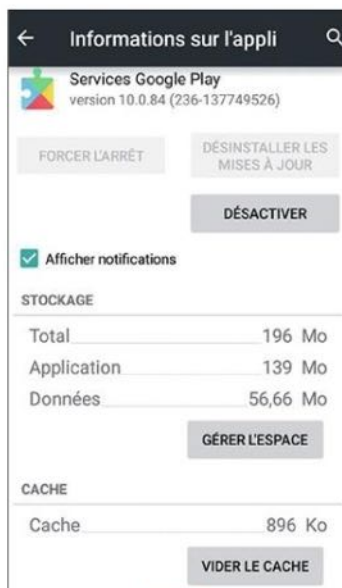 Informations sur l'appli
Services Google Play
version 10.0.84 (236-137749526)
FORCER L'ARRÊT
DÉSINSTALLER LES
MISES À JOUR
DÉSACTIVER
Afficher notifications
STOCKAGE
Total 196 Mo
Application 139 Mo
Données 56,66 Mo
GÉRER L'ESPACE
CACHE
Cache 896 Ko
VIDER LE CACHE